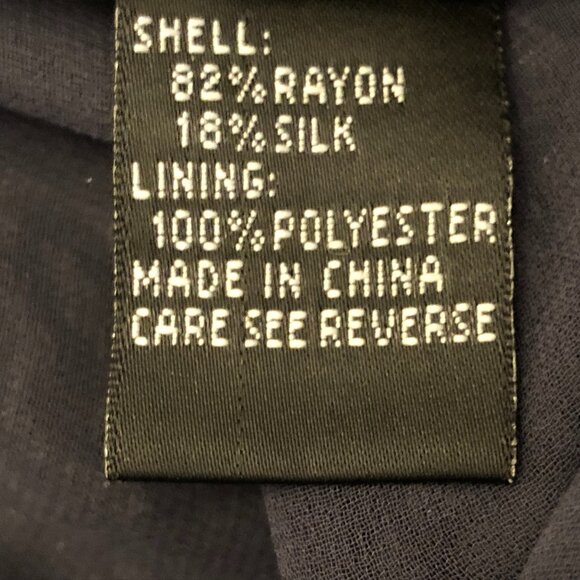 SHELL:
82% RAYON
18% SILK
LINING:
100% POLYESTER
MADE IN CHINA
CARE SEE REVERSE